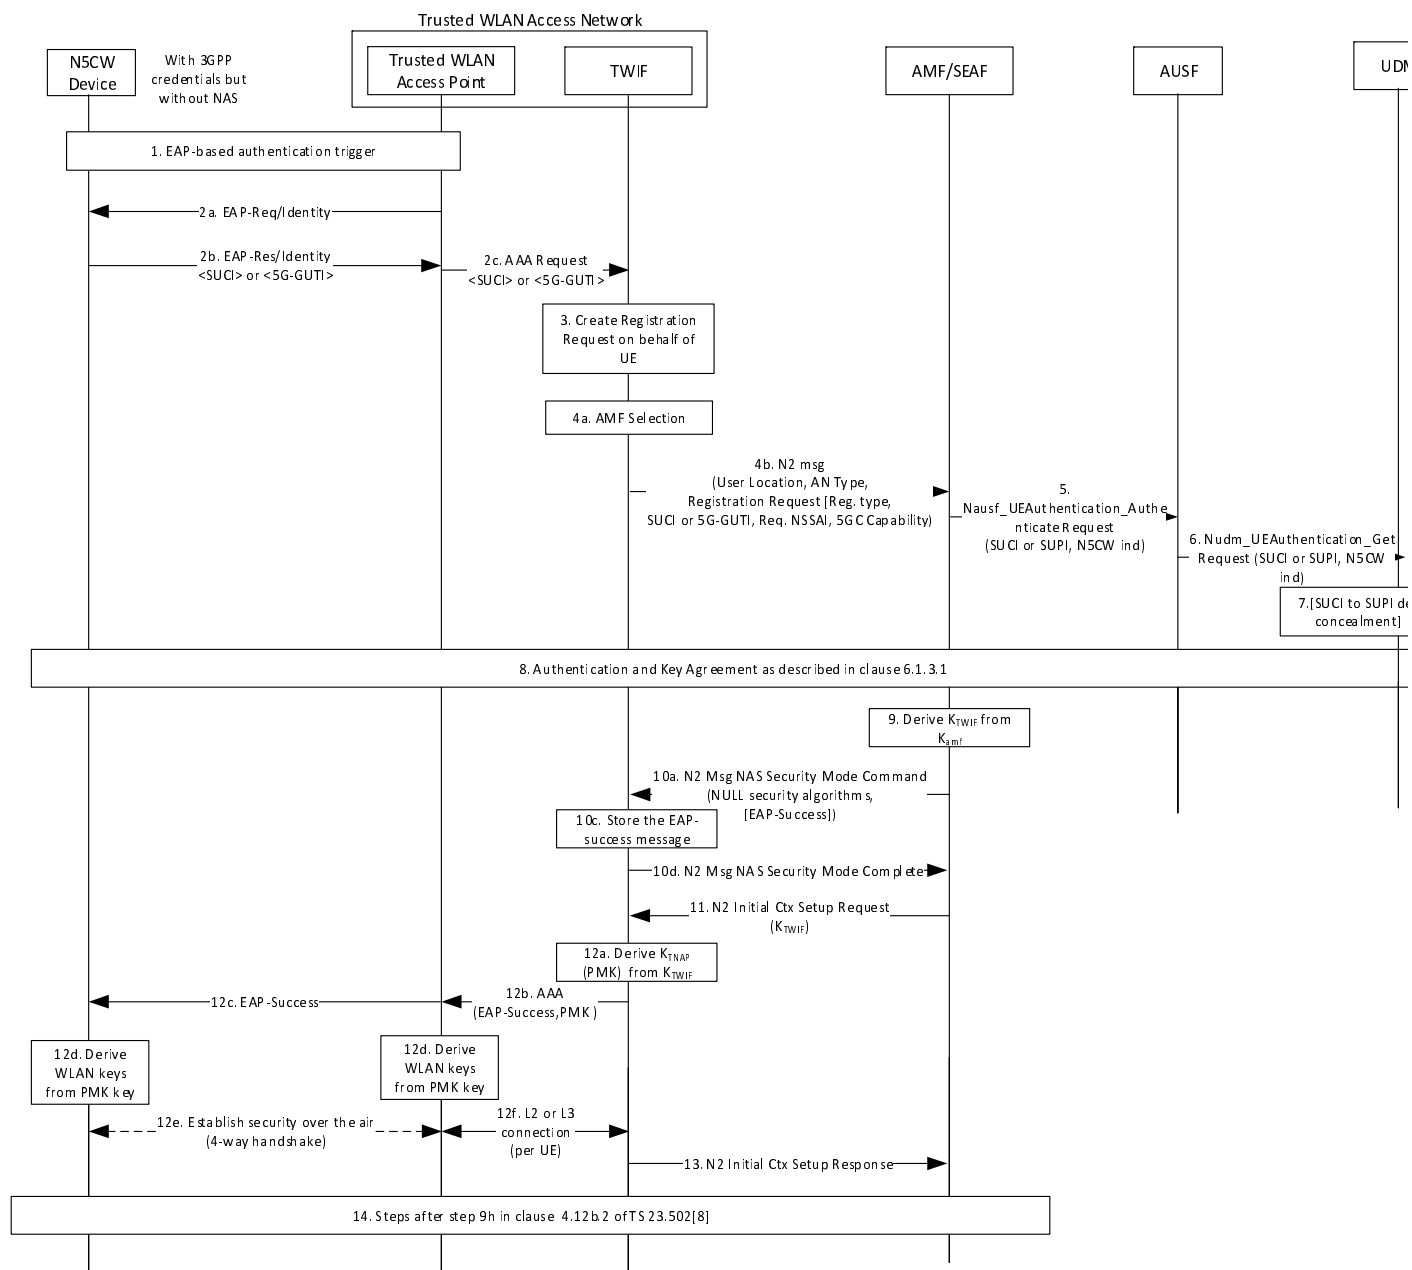 Trusted WLAN Access Network
N5CW
Device
With 3GPP
credentials but
without NAS
Trusted WLAN
Access Point
TWIF
AMF/SEAF
AUSF
1. EAP-based authentication trigger
2a. EAP-Req/Identity
2b. EAP-Res/Identity
<SUCI> or <5G-GUTI>
2c. AAA Request
<SUCI> or <5G-GUTI>
3. Create Registration
Request on behalf of
UE
4a. AMF Selection
4b. N2 msg
(User Location, AN Type,
Registration Request [Reg. type,
SUCI or 5G-GUTI, Req. NSSAI, 5GC Capability)
5.
Nausf_UEAuthentication_Authe
nticate Request
(SUCI or SUPI, N5CW ind)
6. Nudm_UEAuthentication_Get
Request (SUCI or SUPI, N5CW
ind)
7.[SUCI to SUPI de
concealment]
8. Authentication and Key Agreement as described in clause 6.1.3.1
9. Derive KTWIF from
Kamf
10a. N2 Msg NAS Security Mode Command
(NULL security algorithms,
[EAP-Success])
10c. Store the EAP-
success message
10d. N2 Msg NAS Security Mode Complete
11. N2 Initial Ctx Setup Request
(KTWIF)
12a. Derive KTNAP
(PMK) from KTWIF
12b. AAA
(EAP-Success,PMK )
12c. EAP-Success
12d. Derive
WLAN keys
from PMK key
12d. Derive
WLAN keys
from PMK key
12e. Establish security over the air
(4-way handshake)
12f. L2 or L3
connection
(per UE)
13. N2 Initial Ctx Setup Response
14. Steps after step 9h in clause 4.12b.2 of TS 23.502[8]